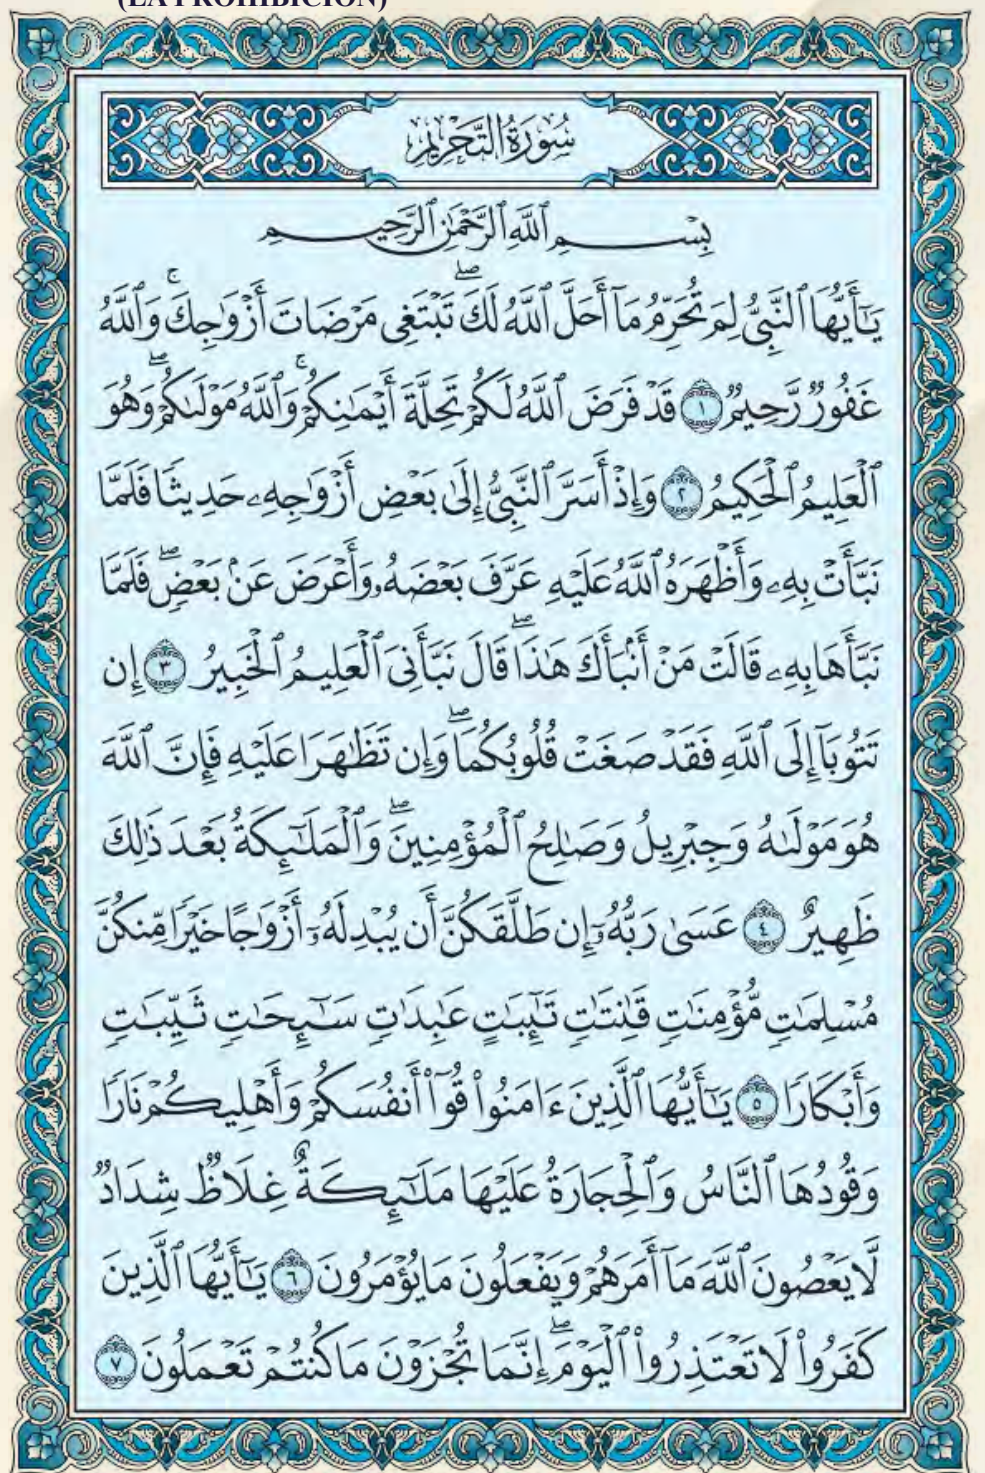 (LA PROHIBICIÓN)
سُورَةُ التَّحْرِيمِ
بِسْمِ ٱللَّهِ ٱلرَّحْمَٰنِ ٱلرَّحِيمِ
يَٰٓأَيُّهَا ٱلنَّبِىُّ لِمَ تُحَرِّمُ مَآ أَحَلَّ ٱللَّهُ لَكَۖ تَبْتَغِى مَرْضَاتَ أَزْوَٰجِكَۚ وَٱللَّهُ
غَفُورٌ رَّحِيمٌ ١ قَدْ فَرَضَ ٱللَّهُ لَكُمْ تَحِلَّةَ أَيْمَٰنِكُمْۚ وَٱللَّهُ مَوْلَىٰكُمْۖ وَهُوَ
ٱلْعَلِيمُ ٱلْحَكِيمُ ٢ وَإِذْ أَسَرَّ ٱلنَّبِىُّ إِلَىٰ بَعْضِ أَزْوَٰجِهِۦ حَدِيثًا فَلَمَّا
نَبَّأَتْ بِهِۦ وَأَظْهَرَهُ ٱللَّهُ عَلَيْهِ عَرَّفَ بَعْضَهُۥ وَأَعْرَضَ عَنۢ بَعْضٍۖ فَلَمَّا
نَبَّأَهَا بِهِۦ قَالَتْ مَنْ أَنۢبَأَكَ هَٰذَاۖ قَالَ نَبَّأَنِىَ ٱلْعَلِيمُ ٱلْخَبِيرُ ٣ إِن
تَتُوبَآ إِلَى ٱللَّهِ فَقَدْ صَغَتْ قُلُوبُكُمَاۖ وَإِن تَظَٰهَرَا عَلَيْهِ فَإِنَّ ٱللَّهَ
هُوَ مَوْلَىٰهُ وَجِبْرِيلُ وَصَٰلِحُ ٱلْمُؤْمِنِينَۖ وَٱلْمَلَٰٓئِكَةُ بَعْدَ ذَٰلِكَ
ظَهِيرٌ ٤ عَسَىٰ رَبُّهُۥٓ إِن طَلَّقَكُنَّ أَن يُبْدِلَهُۥٓ أَزْوَٰجًا خَيْرًا مِّنكُنَّ
مُسْلِمَٰتٍ مُّؤْمِنَٰتٍ قَٰنِتَٰتٍ تَٰٓئِبَٰتٍ عَٰبِدَٰتٍ سَٰٓئِحَٰتٍ ثَيِّبَٰتٍ
وَأَبْكَارًا ٥ يَٰٓأَيُّهَا ٱلَّذِينَ ءَامَنُوا۟ قُوٓا۟ أَنفُسَكُمْ وَأَهْلِيكُمْ نَارًا
وَقُودُهَا ٱلنَّاسُ وَٱلْحِجَارَةُ عَلَيْهَا مَلَٰٓئِكَةٌ غِلَاظٌ شِدَادٌ
لَّا يَعْصُونَ ٱللَّهَ مَآ أَمَرَهُمْ وَيَفْعَلُونَ مَا يُؤْمَرُونَ ٦ يَٰٓأَيُّهَا ٱلَّذِينَ
كَفَرُوا۟ لَا تَعْتَذِرُوا۟ ٱلْيَوْمَۖ إِنَّمَا تُجْزَوْنَ مَا كُنتُمْ تَعْمَلُونَ ٧